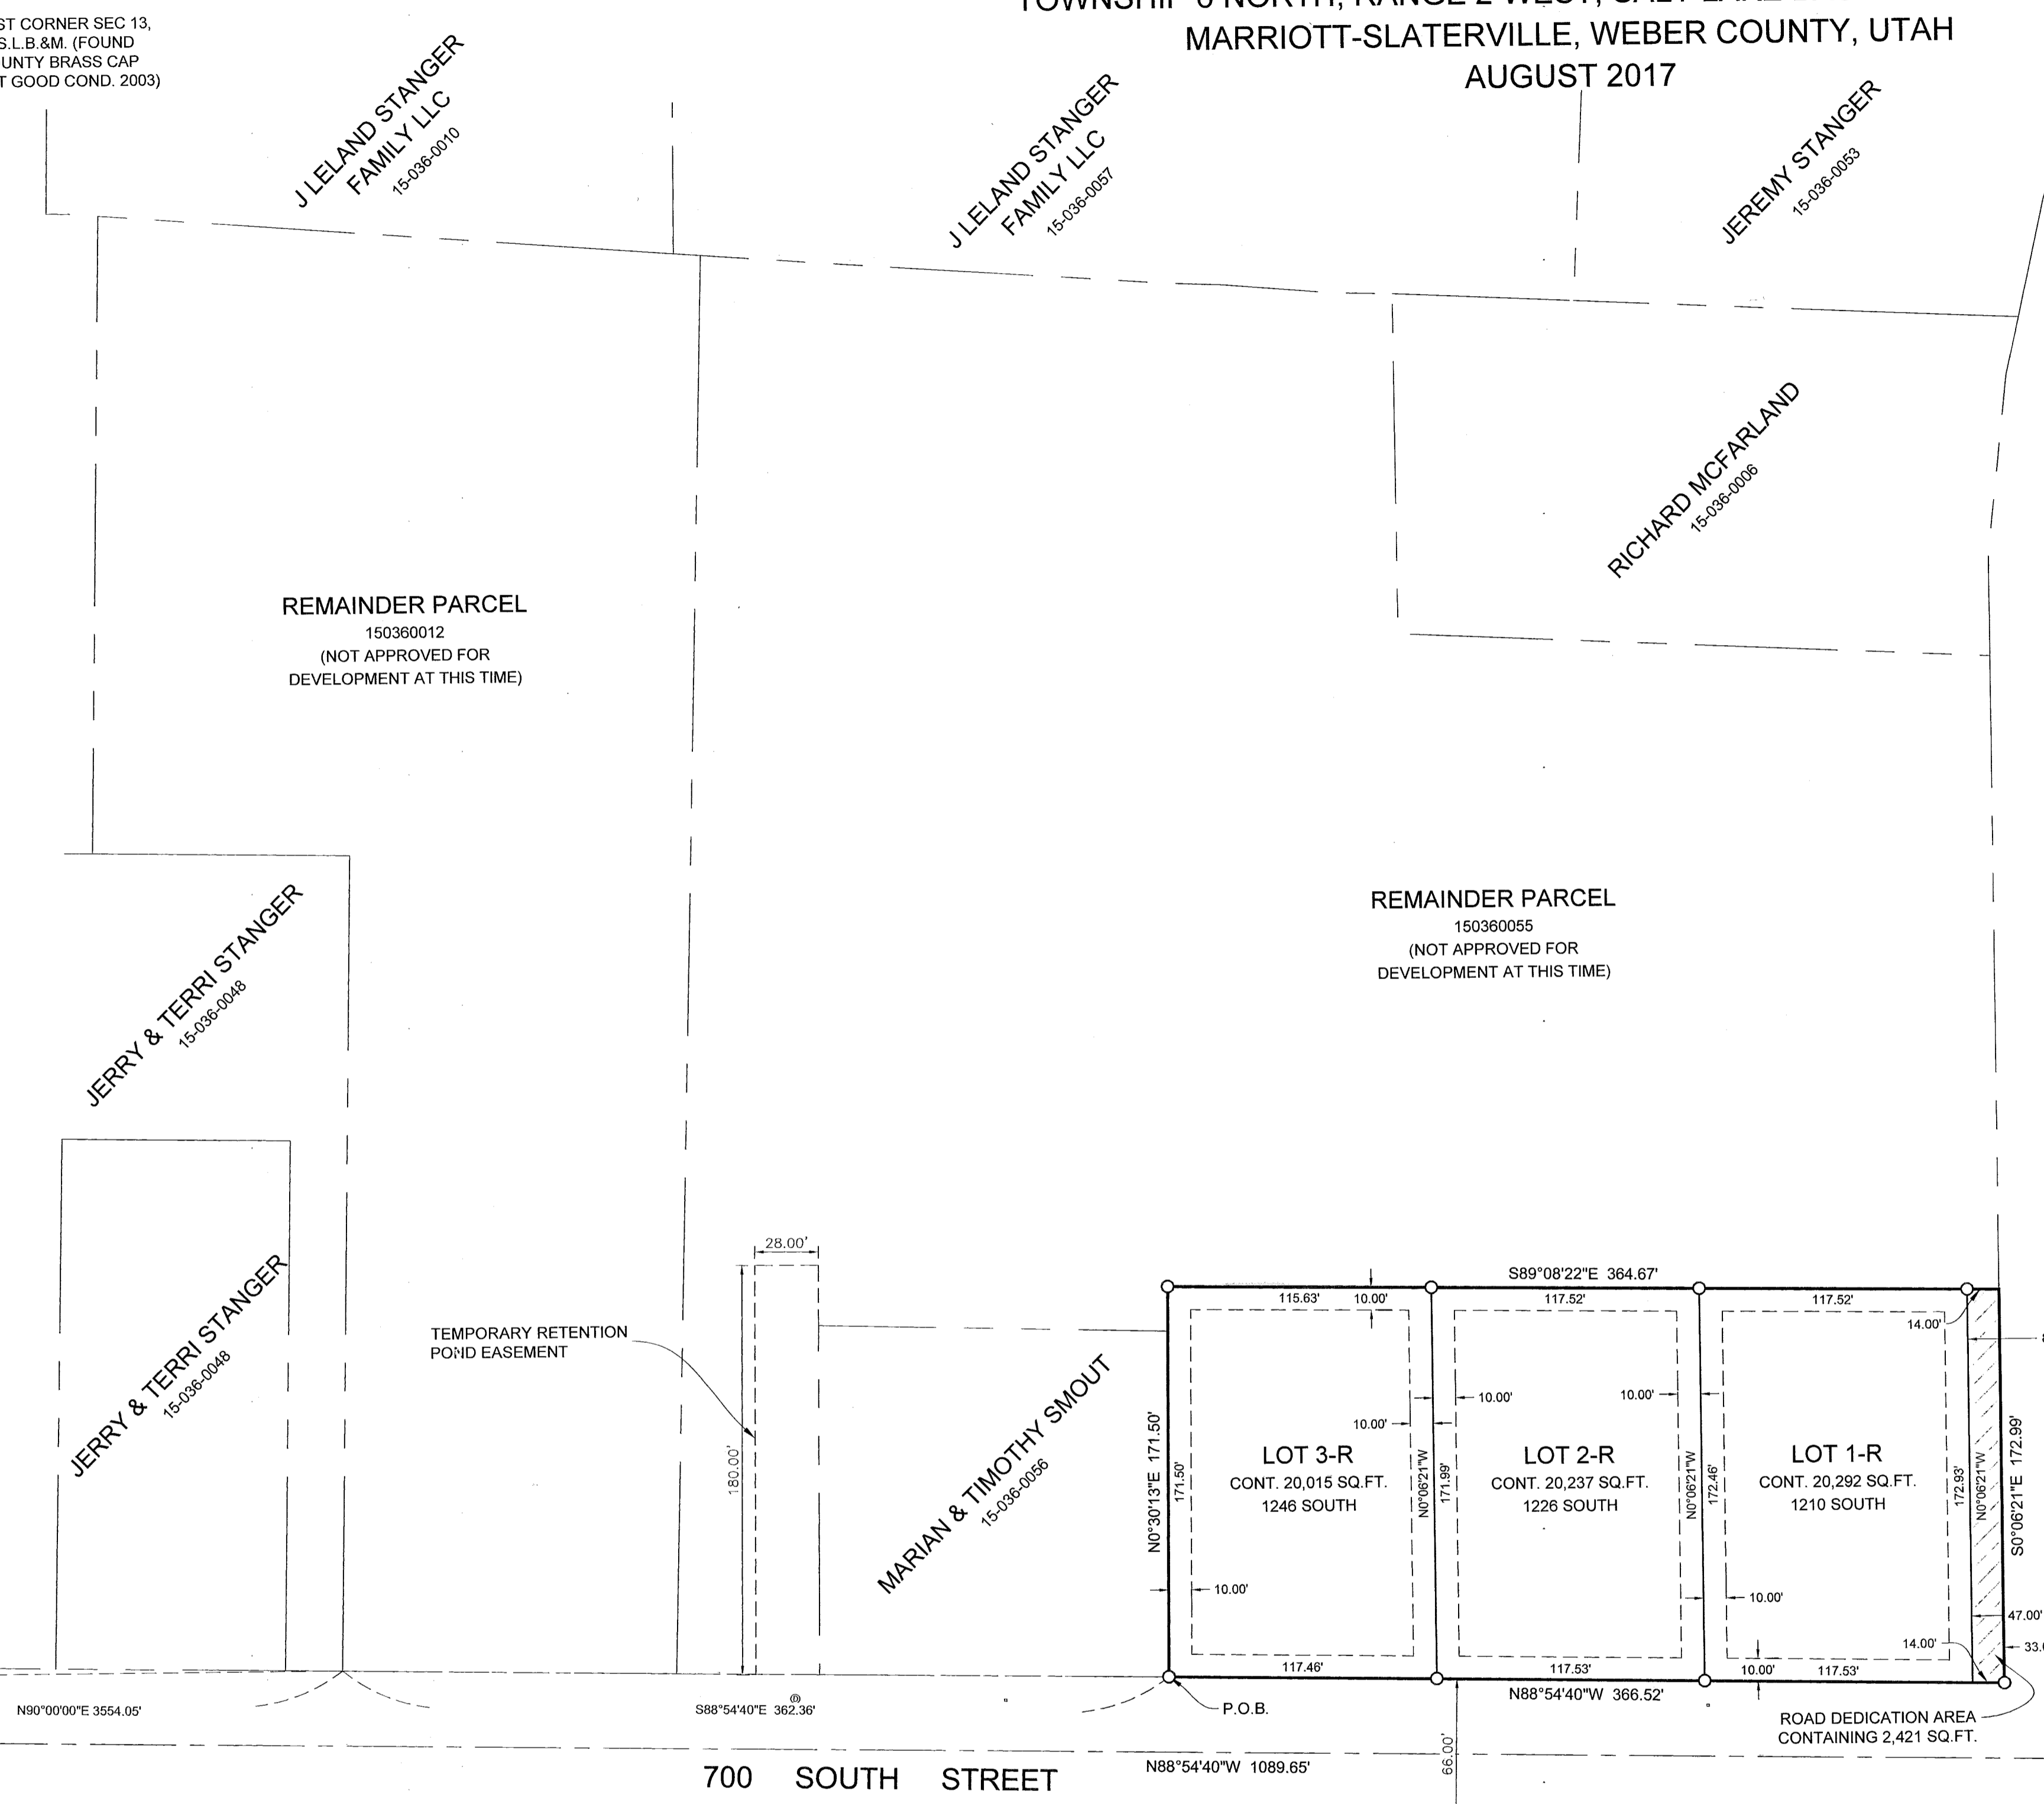 ST CORNER SEC 13,
S.L.B.&M. (FOUND
UNTY BRASS CAP
T GOOD COND. 2003)
TOWNSHIP 6 NORTH, RANGE 2 WEST, SALT LAKE
MARRIOTT-SLATERVILLE, WEBER COUNTY, UTAH
AUGUST 2017
J LELAND STANGER
FAMILY LLC
15-036-0010
J LELAND STANGER
FAMILY LLC
15-036-0057
JEREMY STANGER
15-036-0053
RICHARD MCFARLAND
15-036-0006
REMAINDER PARCEL
150360012
(NOT APPROVED FOR
DEVELOPMENT AT THIS TIME)
REMAINDER PARCEL
150360055
(NOT APPROVED FOR
DEVELOPMENT AT THIS TIME)
JERRY & TERRI STANGER
15-036-0048
JERRY & TERRI STANGER
15-036-0048
28.00'
180.00'
TEMPORARY RETENTION
POND EASEMENT
MARIAN & TIMOTHY SMOUT
15-036-0056
S89°08'22"E 364.67'
115.63'
10.00'
117.52'
117.52'
14.00'
N0°30'13"E 171.50'
171.50'
10.00'
10.00'
10.00'
LOT 3-R
CONT. 20,015 SQ.FT.
1246 SOUTH
N0°06'21"W
171.99'
LOT 2-R
CONT. 20,237 SQ.FT.
1226 SOUTH
N0°06'21"W
172.46'
LOT 1-R
CONT. 20,292 SQ.FT.
1210 SOUTH
172.93'
N0°06'21"W
S0°06'21"E 172.99'
10.00'
10.00'
47.00'
33.
14.00'
10.00'
117.46'
117.53'
117.53'
N88°54'40"W 366.52'
P.O.B.
ROAD DEDICATION AREA
CONTAINING 2,421 SQ.FT.
N90°00'00"E 3554.05'
S88°54'40"E 362.36'
66.00'
N88°54'40"W 1089.65'
700 SOUTH STREET